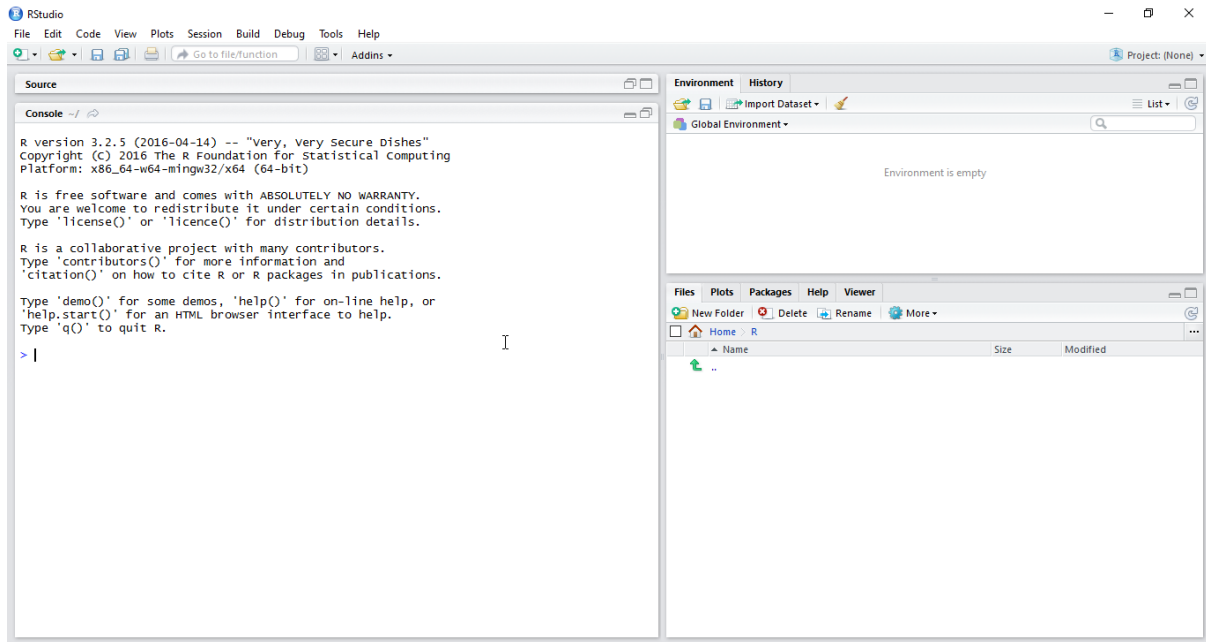 RStudio
File Edit Code View Plots Session Build Debug Tools Help
Go to file/function Addins Project: (None)
Source
Console ~/
R version 3.2.5 (2016-04-14) -- "Very, Very Secure Dishes"
Copyright (C) 2016 The R Foundation for Statistical Computing
Platform: x86_64-w64-mingw32/x64 (64-bit)
R is free software and comes with ABSOLUTELY NO WARRANTY.
You are welcome to redistribute it under certain conditions.
Type 'license()' or 'licence()' for distribution details.
R is a collaborative project with many contributors.
Type 'contributors()' for more information and
'citation()' on how to cite R or R packages in publications.
Type 'demo()' for some demos, 'help()' for on-line help, or
'help.start()' for an HTML browser interface to help.
Type 'q()' to quit R.
>
Environment History
Import Dataset List
Global Environment
Environment is empty
Files Plots Packages Help Viewer
New Folder Delete Rename More
Home R ...
Name Size Modified
..